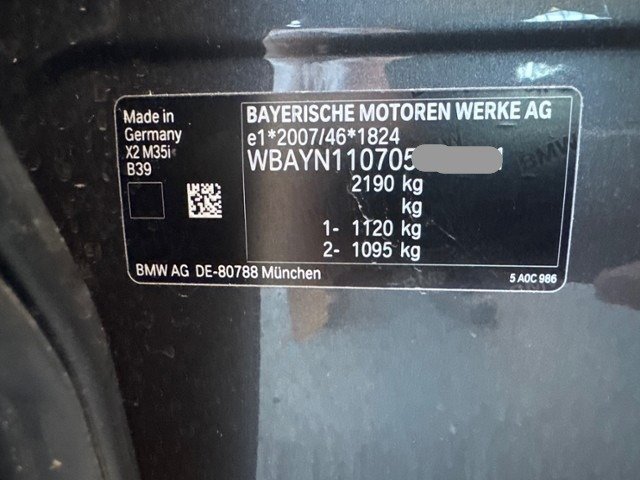 Made in
Germany
X2 M35i
B39
BAYERISCHE MOTOREN WERKE AG
e1*2007/46*1824
WBAYN110705
2190 kg
kg
1- 1120 kg
2- 1095 kg
BMW AG DE-80788 München
5 A0C 986